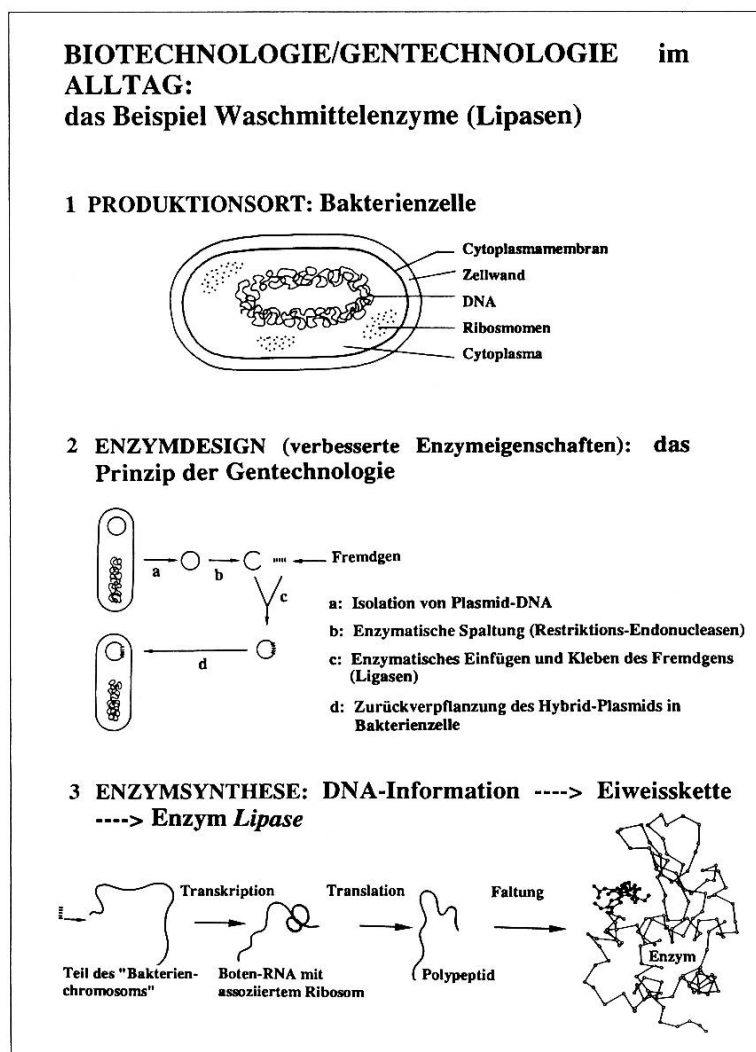 BIOTECHNOLOGIE/GENTECHNOLOGIE im
ALLTAG:
das Beispiel Waschmittelenzyme (Lipasen)
1 PRODUKTIONSORT: Bakterienzelle
Cytoplasmamembran
Zellwand
DNA
Ribosmomen
Cytoplasma
2 ENZYMDESIGN (verbesserte Enzymeigenschaften): das
Prinzip der Gentechnologie
a
b
Fremdgen
c
d
a: Isolation von Plasmid-DNA
b: Enzymatische Spaltung (Restriktions-Endonucleasen)
c: Enzymatisches Einfügen und Kleben des Fremdgens
(Ligasen)
d: Zurückverpflanzung des Hybrid-Plasmids in
Bakterienzelle
3 ENZYMSYNTHESE: DNA-Information ----> Eiweisskette
----> Enzym Lipase
Transkription
Translation
Faltung
Teil des "Bakterien-
chromosoms"
Boten-RNA mit
assoziiertem Ribosom
Polypeptid
Enzym